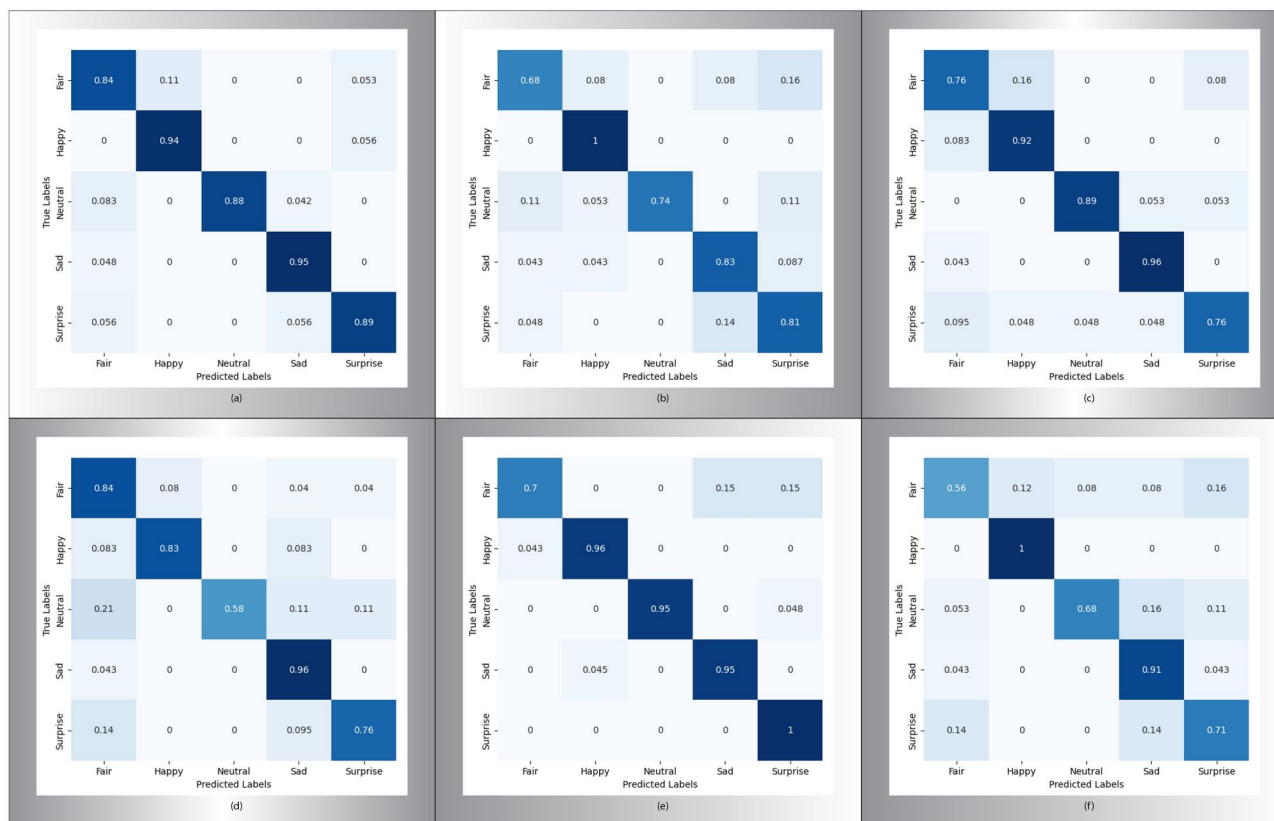 Fair 0.84 0.11 0 0 0.053
Happy 0 0.94 0 0 0.056
True Labels
Neutral 0.083 0 0.88 0.042 0
Sad 0.048 0 0 0.95 0
Surprise 0.056 0 0 0.056 0.89
Fair Happy Neutral Sad Surprise
Predicted Labels
(a)
Fair 0.68 0.08 0 0.08 0.16
Happy 0 1 0 0 0
True Labels
Neutral 0.11 0.053 0.74 0 0.11
Sad 0.043 0.043 0 0.83 0.087
Surprise 0.048 0 0 0.14 0.81
Fair Happy Neutral Sad Surprise
Predicted Labels
(b)
Fair 0.76 0.16 0 0 0.08
Happy 0.083 0.92 0 0 0
True Labels
Neutral 0 0 0.89 0.053 0.053
Sad 0.043 0 0 0.96 0
Surprise 0.095 0.048 0.048 0.048 0.76
Fair Happy Neutral Sad Surprise
Predicted Labels
(c)
Fair 0.84 0.08 0 0.04 0.04
Happy 0.083 0.83 0 0.083 0
True Labels
Neutral 0.21 0 0.58 0.11 0.11
Sad 0.043 0 0 0.96 0
Surprise 0.14 0 0 0.095 0.76
Fair Happy Neutral Sad Surprise
Predicted Labels
(d)
Fair 0.7 0 0 0.15 0.15
Happy 0.043 0.96 0 0 0
True Labels
Neutral 0 0 0.95 0 0.048
Sad 0 0.045 0 0.95 0
Surprise 0 0 0 0 1
Fair Happy Neutral Sad Surprise
Predicted Labels
(e)
Fair 0.56 0.12 0.08 0.08 0.16
Happy 0 1 0 0 0
True Labels
Neutral 0.053 0 0.68 0.16 0.11
Sad 0.043 0 0 0.91 0.043
Surprise 0.14 0 0 0.14 0.71
Fair Happy Neutral Sad Surprise
Predicted Labels
(f)